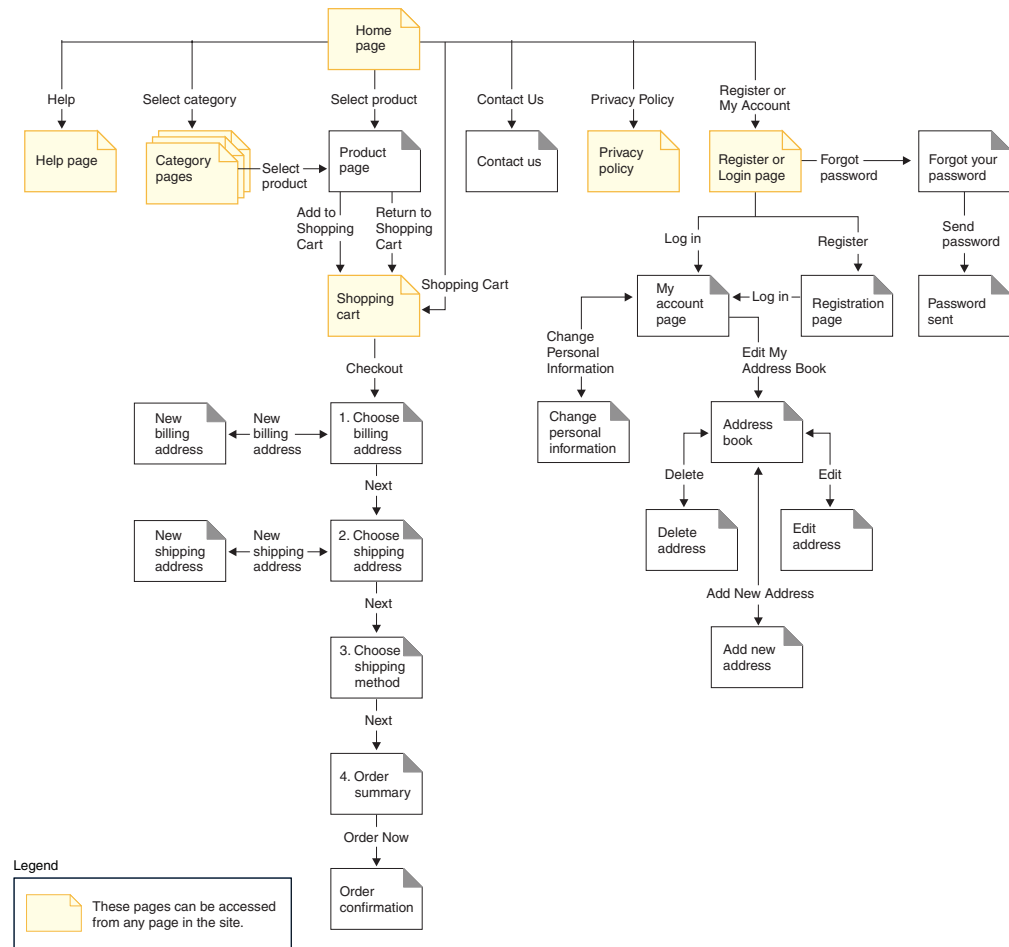 Home
page
Help
Select category
Select product
Contact Us
Privacy Policy
Register or
My Account
Help page
Category
pages
Select
product
Product
page
Contact us
Privacy
policy
Register or
Login page
Forgot
password
Forgot your
password
Add to
Shopping
Cart
Return to
Shopping
Cart
Log in
Register
Send
password
Shopping Cart
Shopping
cart
My
account
page
Log in
Registration
page
Password
sent
Change
Personal
Information
Edit My
Address Book
Checkout
New
billing
address
New
billing
address
1. Choose
billing
address
Change
personal
information
Address
book
Next
Delete
Edit
New
shipping
address
New
shipping
address
2. Choose
shipping
address
Delete
address
Edit
address
Next
Add New Address
3. Choose
shipping
method
Add new
address
Next
4. Order
summary
Order Now
Order
confirmation
Legend
These pages can be accessed
from any page in the site.